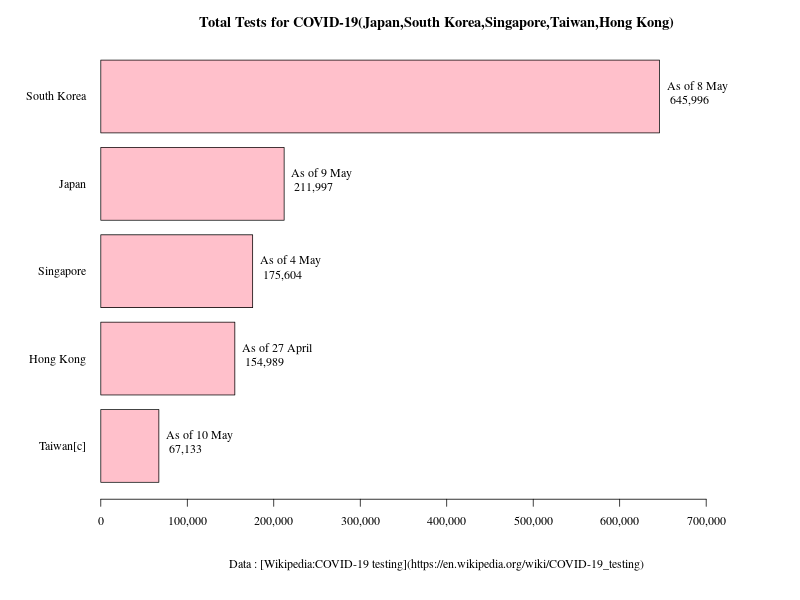 Total Tests for COVID-19(Japan,South Korea,Singapore,Taiwan,Hong Kong)
South Korea
As of 8 May
645,996
Japan
As of 9 May
211,997
Singapore
As of 4 May
175,604
Hong Kong
As of 27 April
154,989
Taiwan[c]
As of 10 May
67,133
0 100,000 200,000 300,000 400,000 500,000 600,000 700,000
Data : [Wikipedia:COVID-19 testing](https://en.wikipedia.org/wiki/COVID-19_testing)